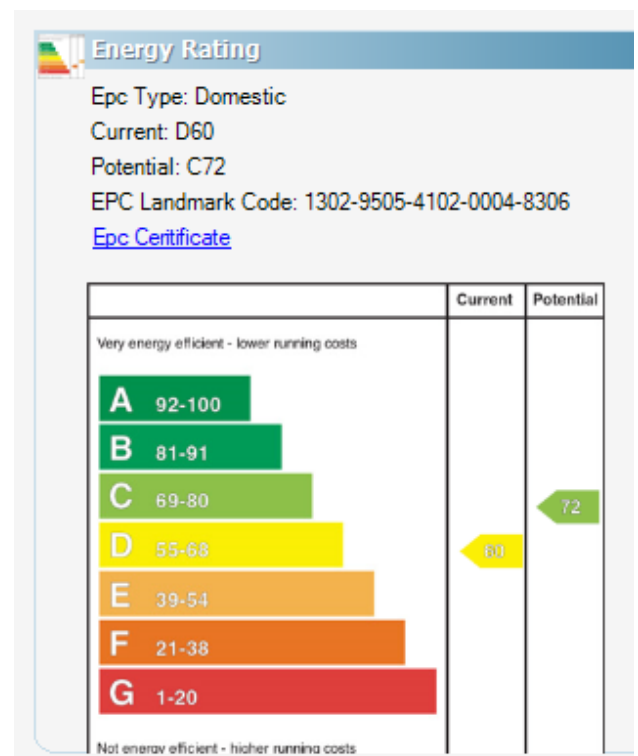 Energy Rating
Epc Type: Domestic
Current: D60
Potential: C72
EPC Landmark Code: 1302-9505-4102-0004-8306
Epc Ceritificate
Current Potential
Very energy efficient - lower running costs
A 92-100
B 81-91
C 69-80
72
D 55-68
60
E 39-54
F 21-38
G 1-20
Not energy efficient - higher running costs